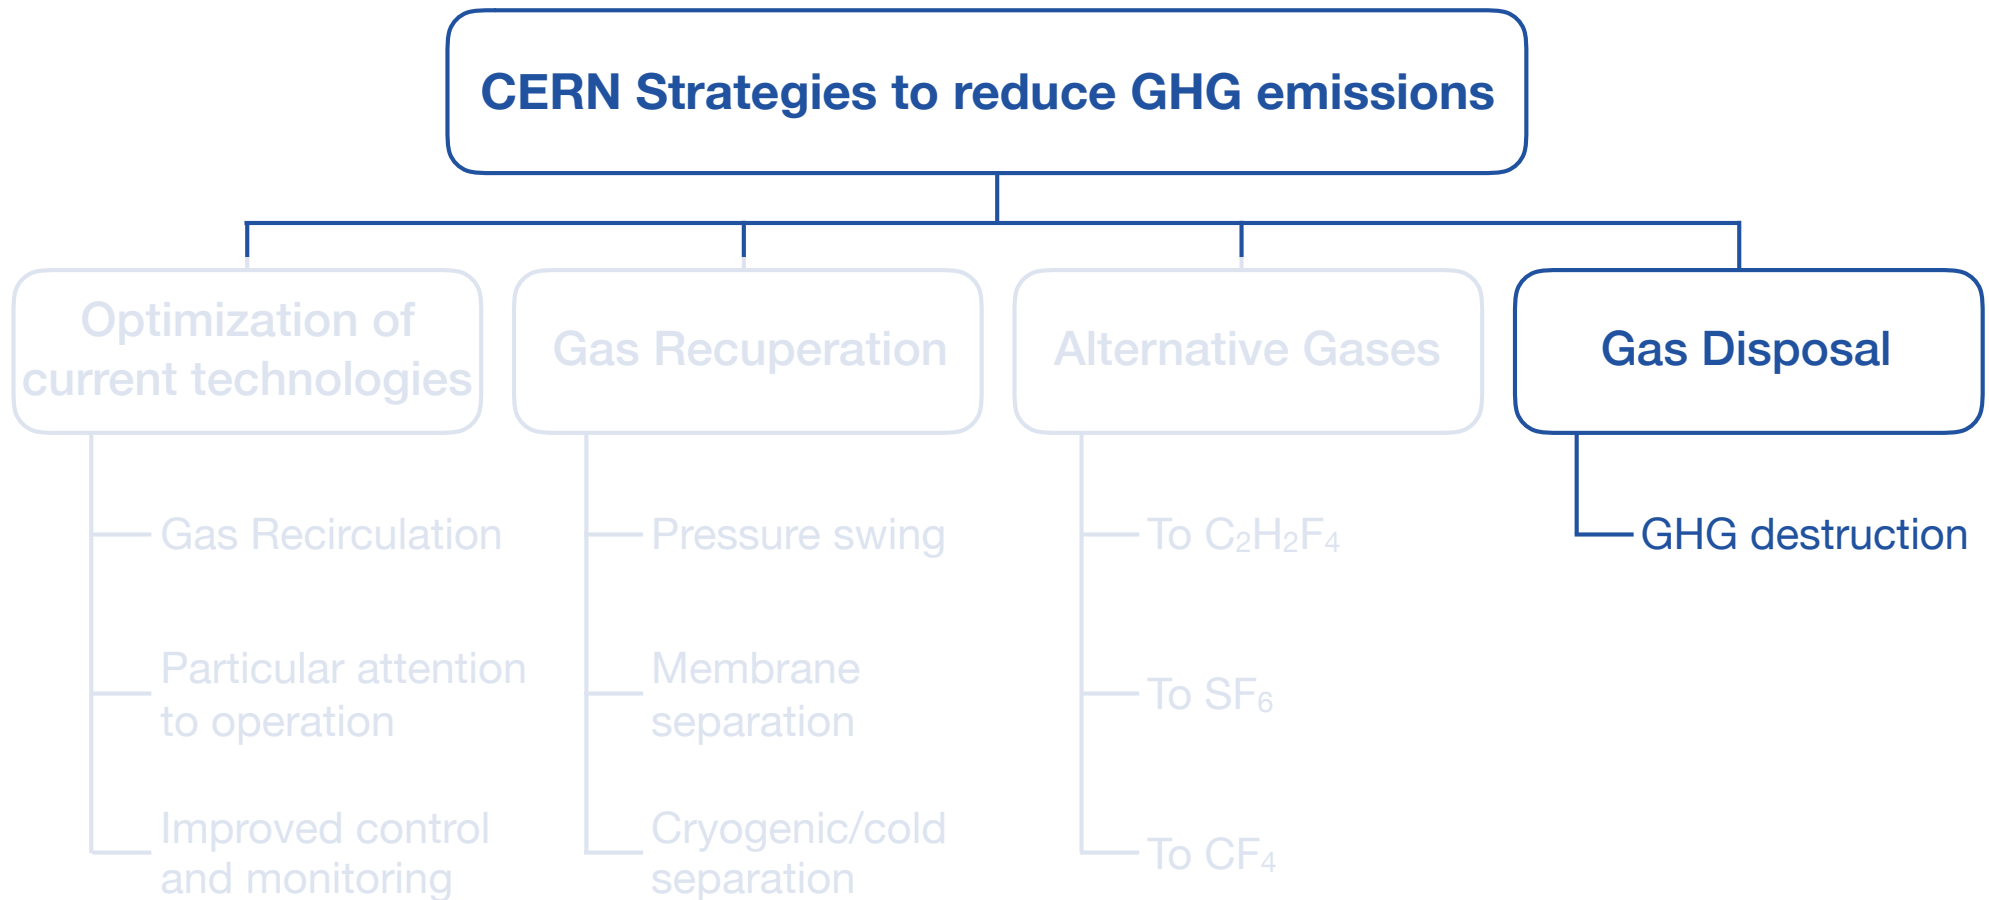 CERN Strategies to reduce GHG emissions
Optimization of
current technologies
Gas Recirculation
Particular attention
to operation
Improved control
and monitoring
Gas Recuperation
Pressure swing
Membrane
separation
Cryogenic/cold
separation
Alternative Gases
To C₂H₂F₄
To SF₆
To CF₄
Gas Disposal
GHG destruction